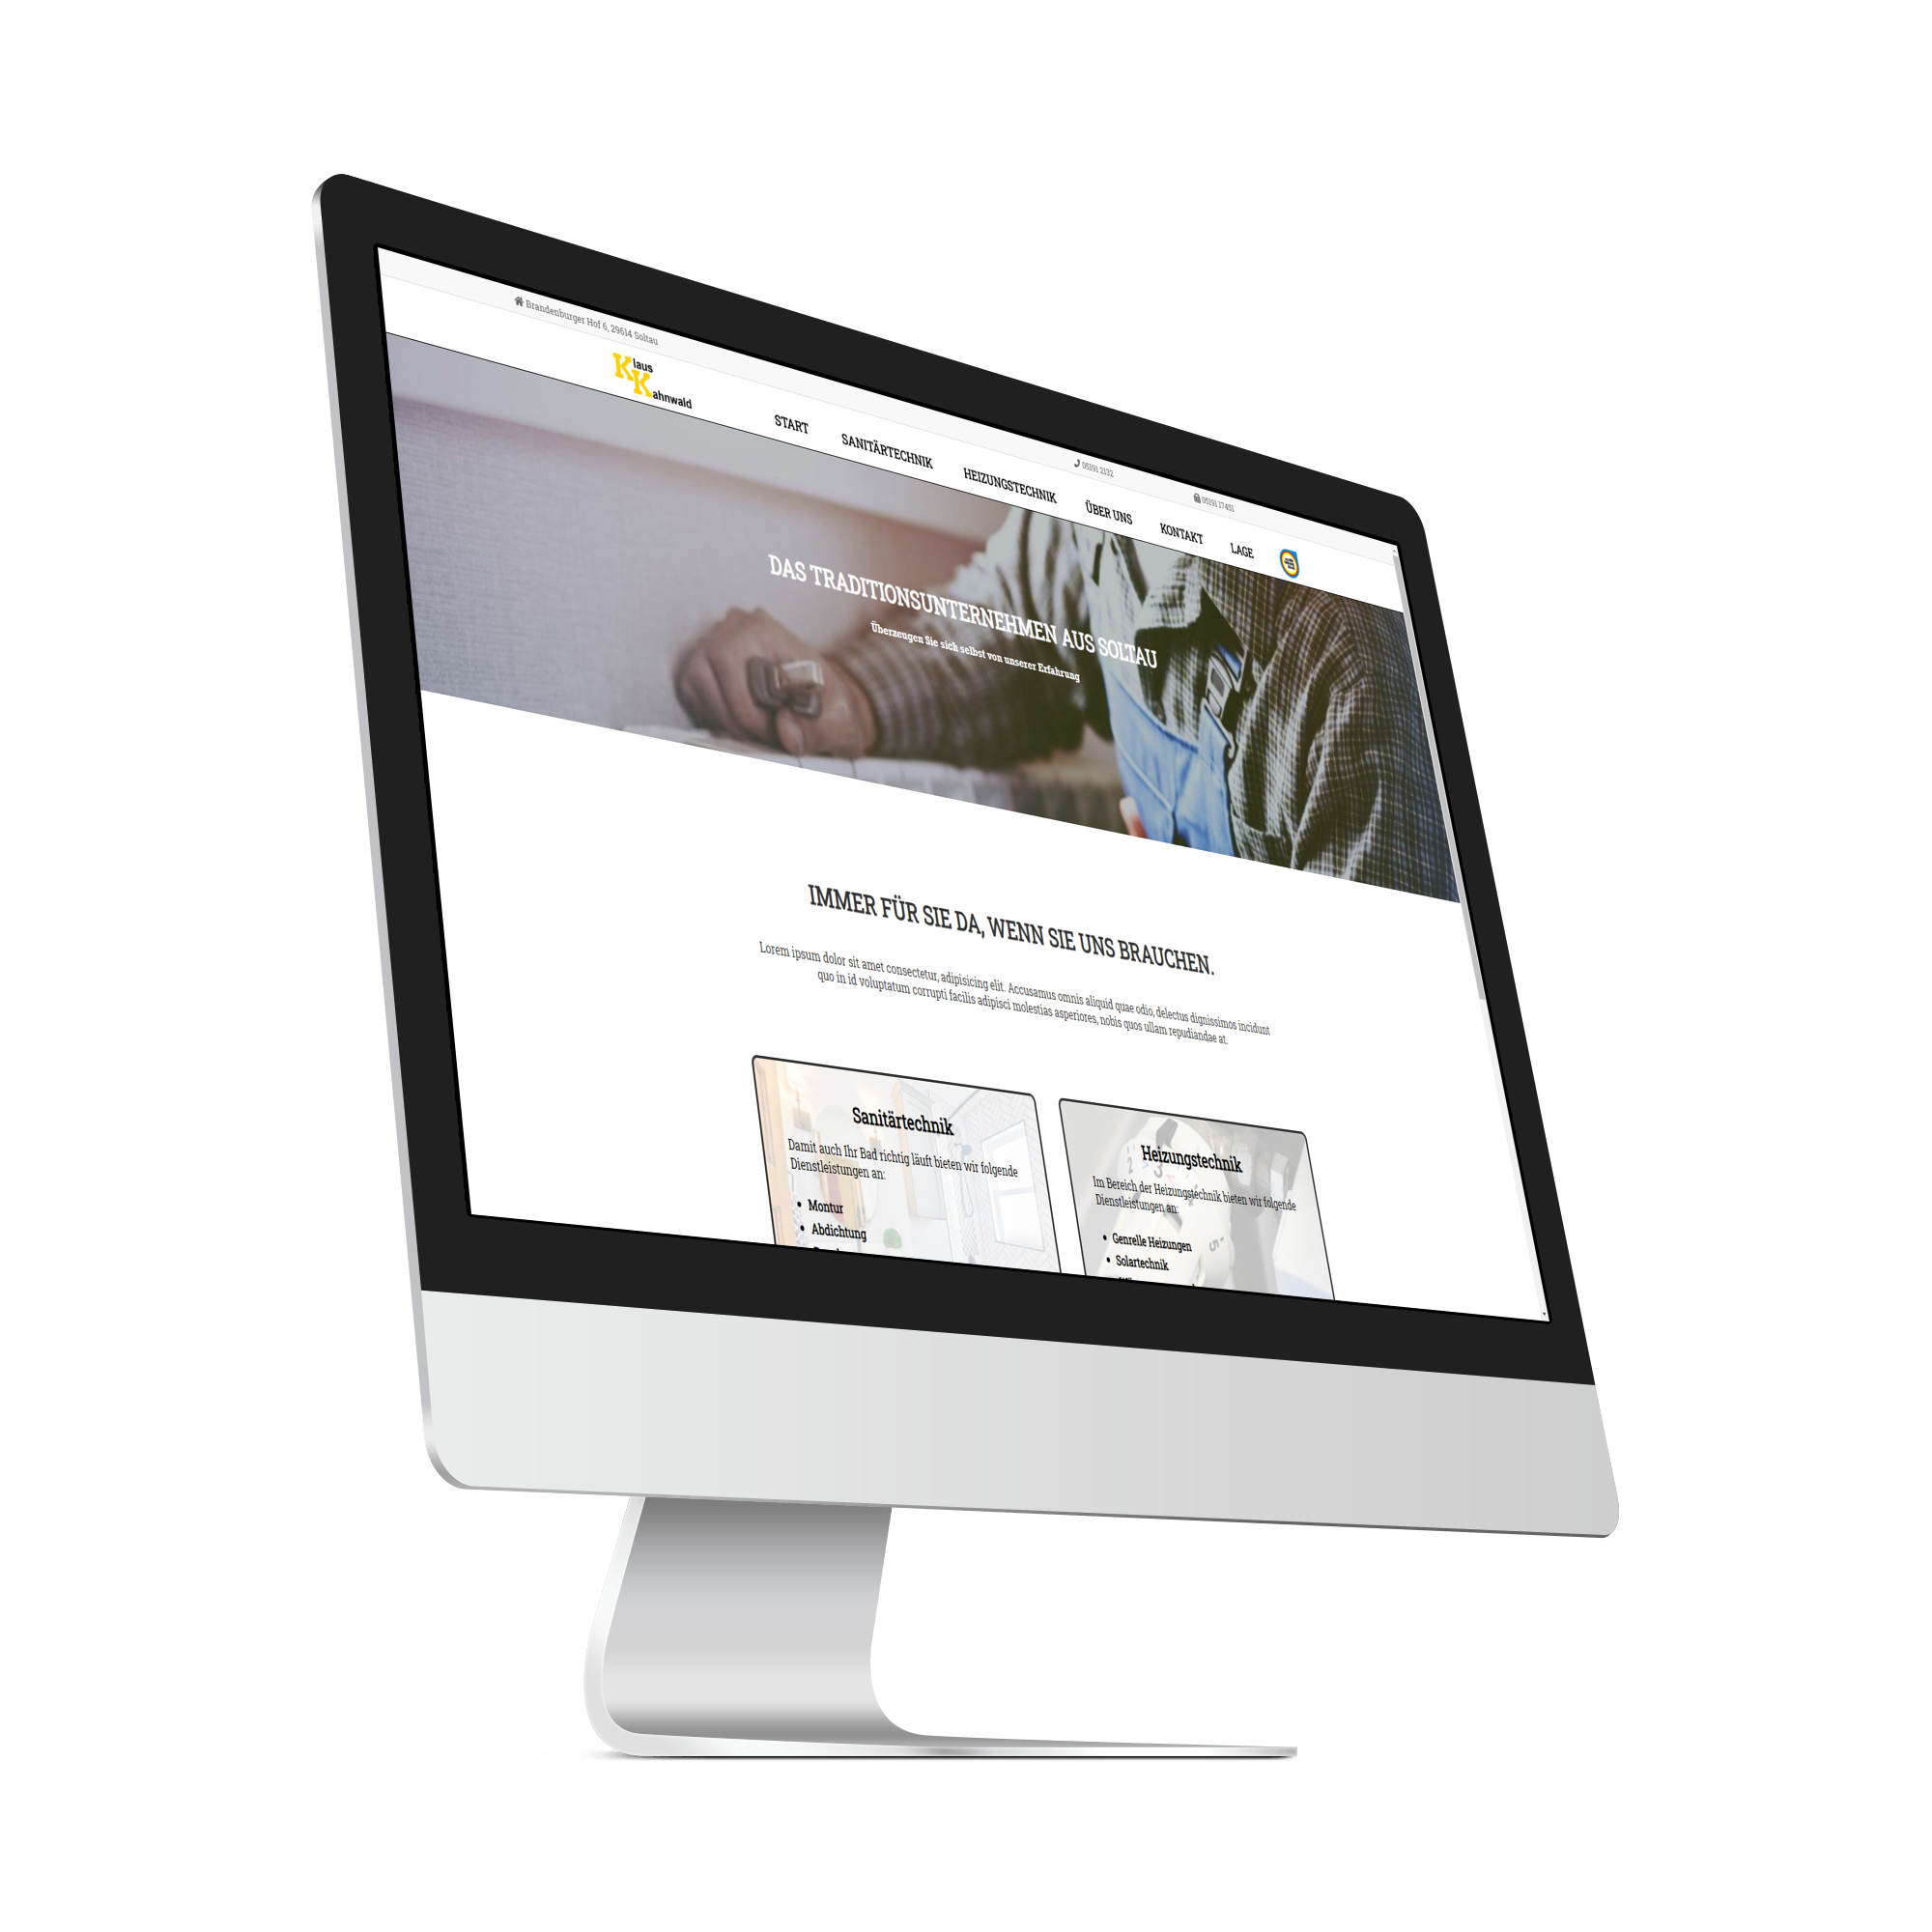 Brandenburger Hof 6, 29614 Soltau
05191 2132
05191 17451
Klaus
Kahnwald
START
SANITÄRTECHNIK
HEIZUNGSTECHNIK
ÜBER UNS
KONTAKT
LAGE
DAS TRADITIONSUNTERNEHMEN AUS SOLTAU
Überzeugen Sie sich selbst von unserer Erfahrung
IMMER FÜR SIE DA, WENN SIE UNS BRAUCHEN.
Lorem ipsum dolor sit amet consectetur, adipisicing elit. Accusamus omnis aliquid quae odio, delectus dignissimos incidunt
quo in id voluptatum corrupti facilis adipisci molestias asperiores, nobis quos ullam repudiandae at.
Sanitärtechnik
Damit auch Ihr Bad richtig läuft bieten wir folgende
Dienstleistungen an:
• Montur
• Abdichtung
Heizungstechnik
Im Bereich der Heizungstechnik bieten wir folgende
Dienstleistungen an:
• Genrelle Heizungen
• Solartechnik